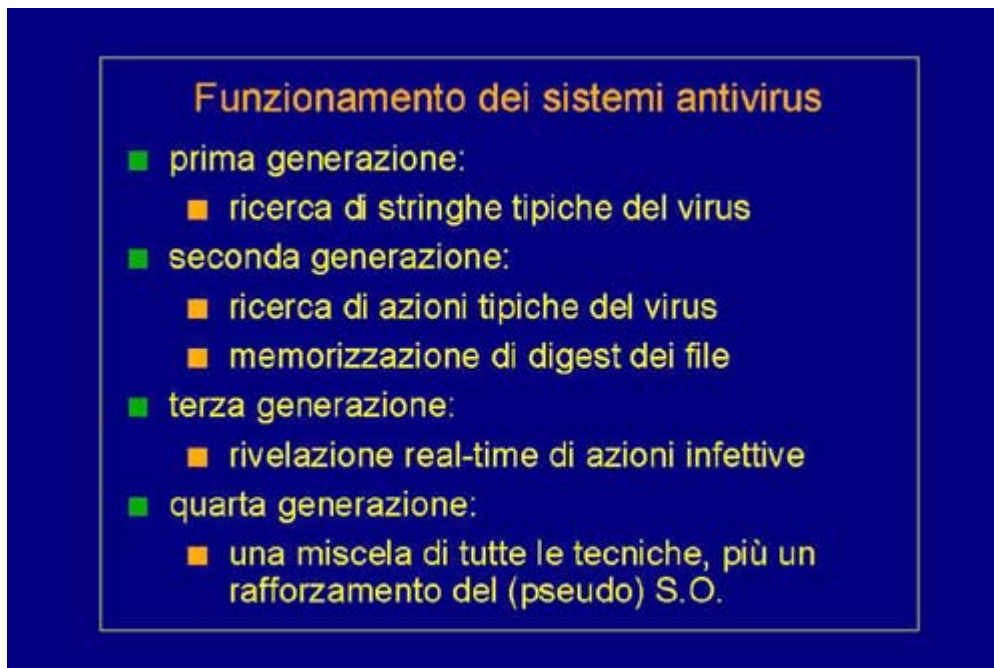 Funzionamento dei sistemi antivirus
prima generazione:
ricerca di stringhe tipiche del virus
seconda generazione:
ricerca di azioni tipiche del virus
memorizzazione di digest dei file
terza generazione:
rivelazione real-time di azioni infettive
quarta generazione:
una miscela di tutte le tecniche, più un
rafforzamento del (pseudo) S.O.